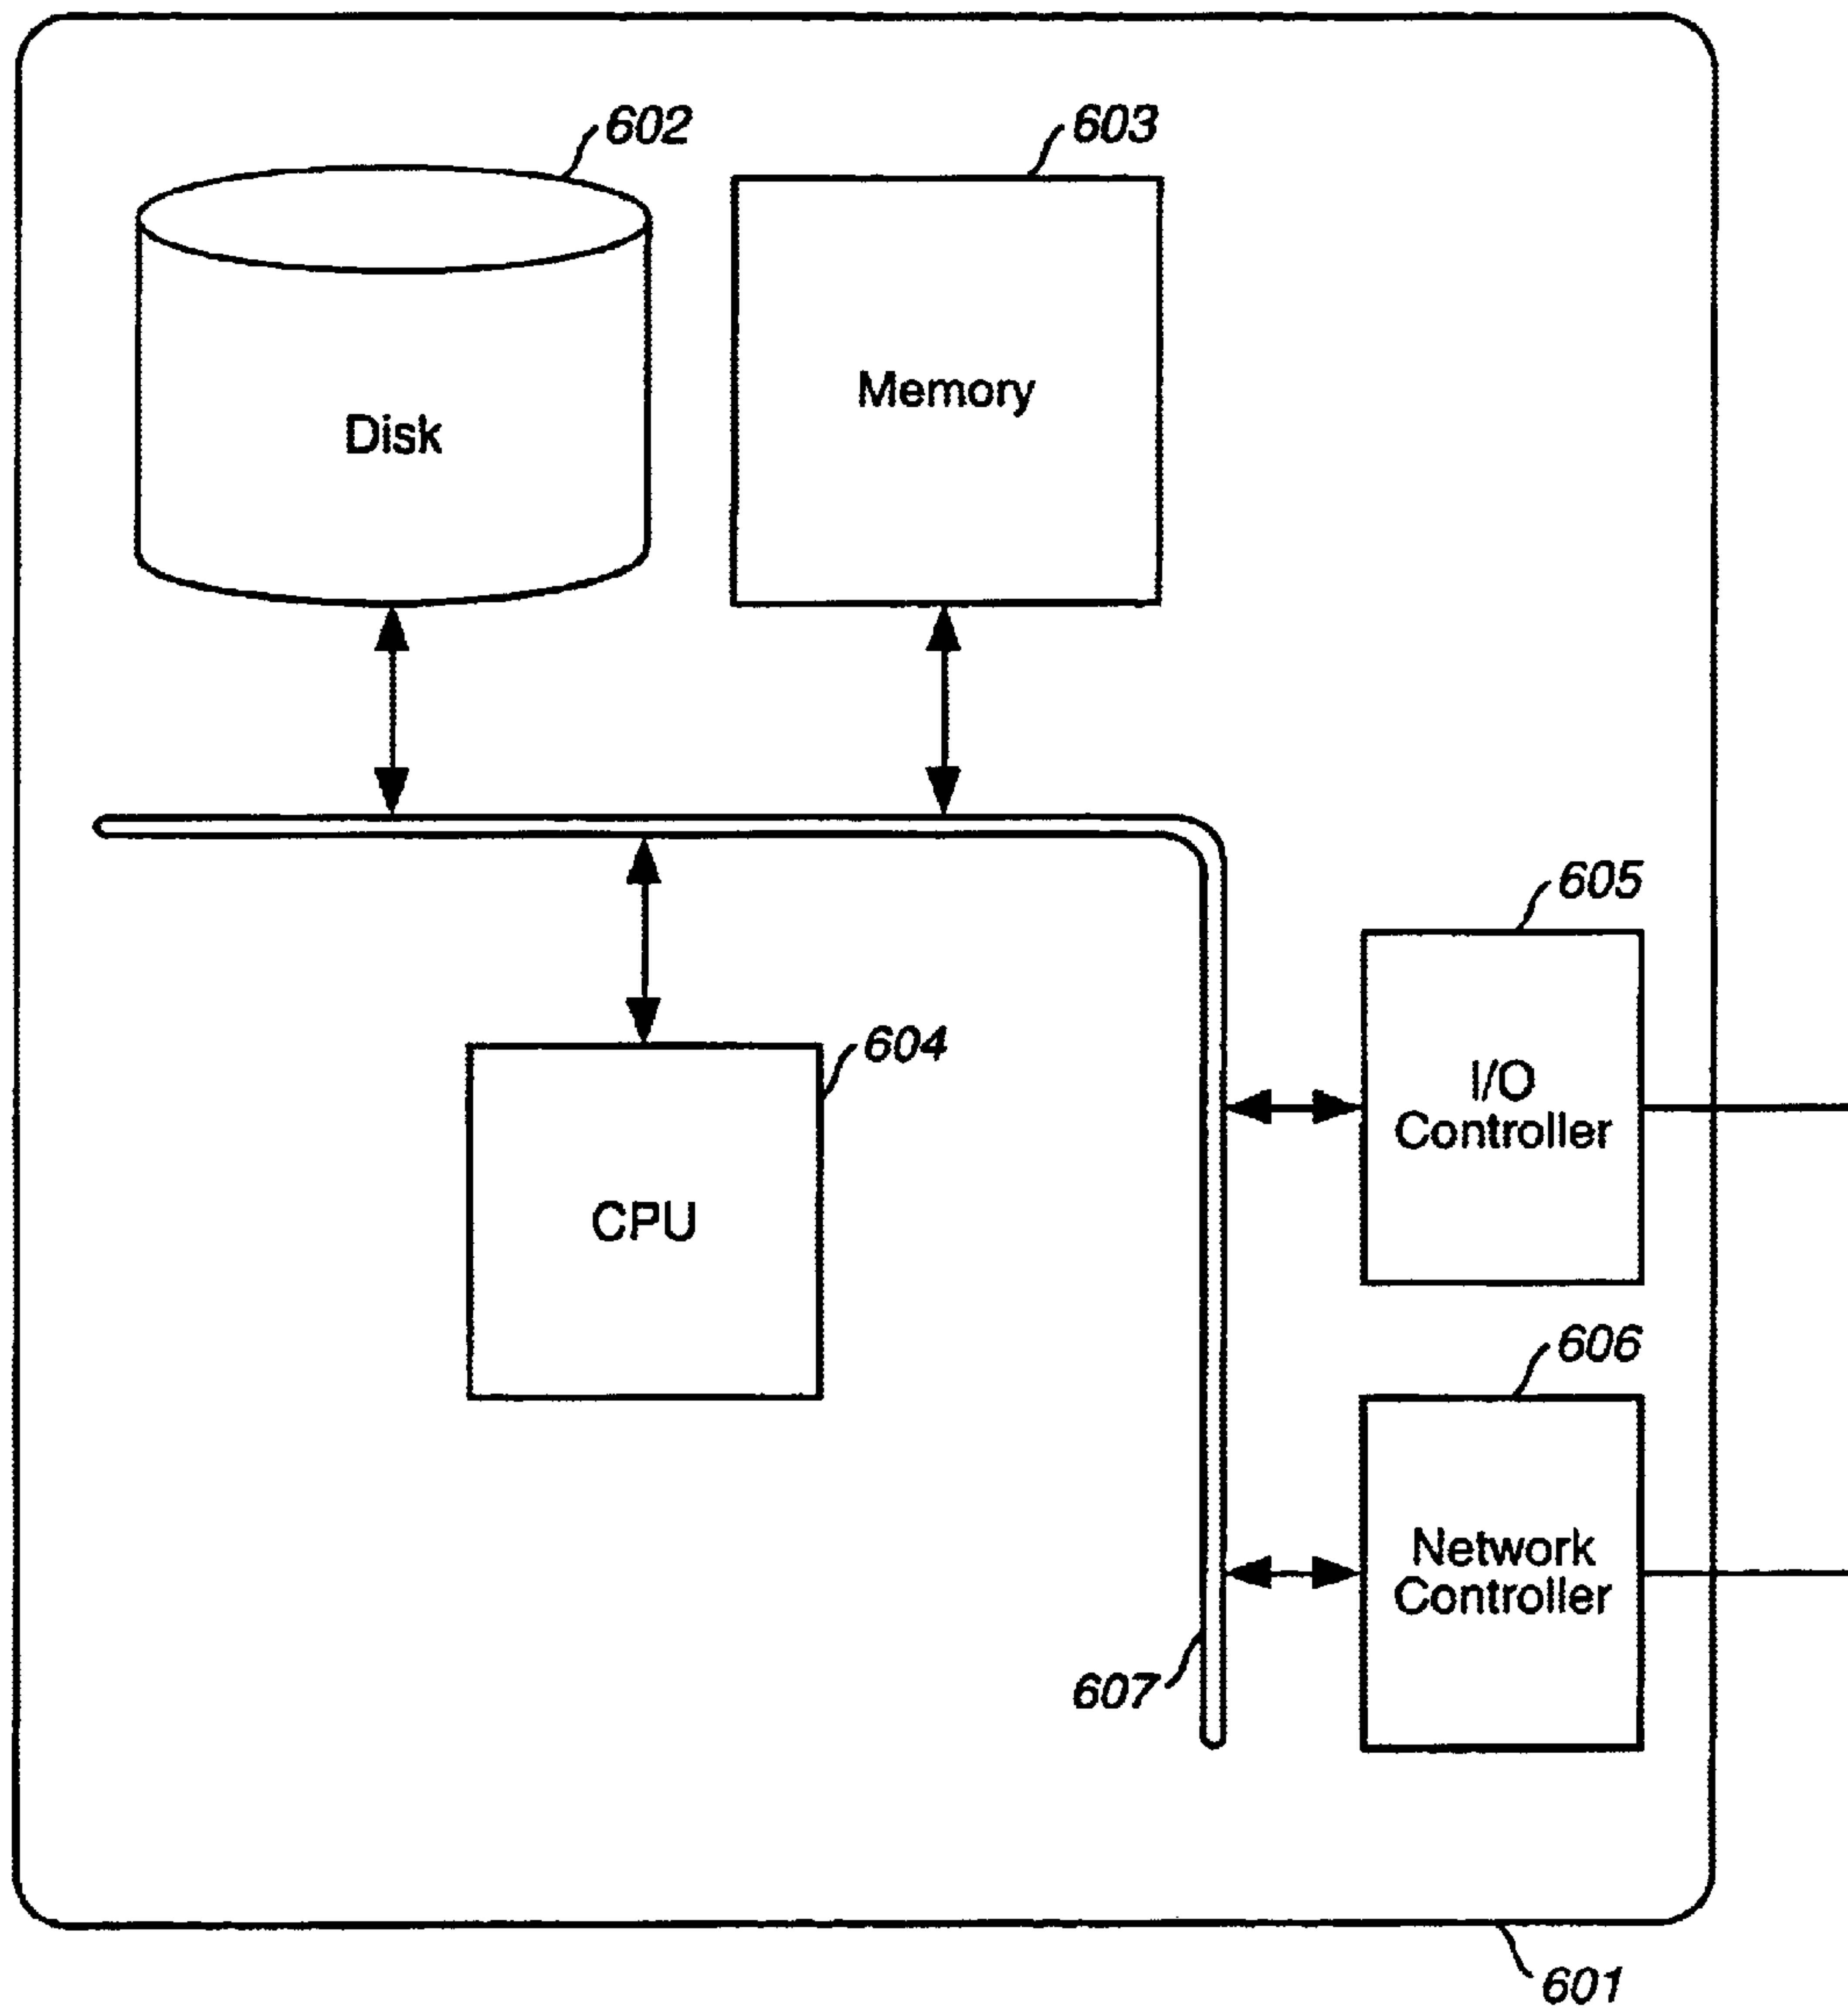 602
603
Disk
Memory
605
604
I/O
Controller
CPU
606
Network
Controller
607
601